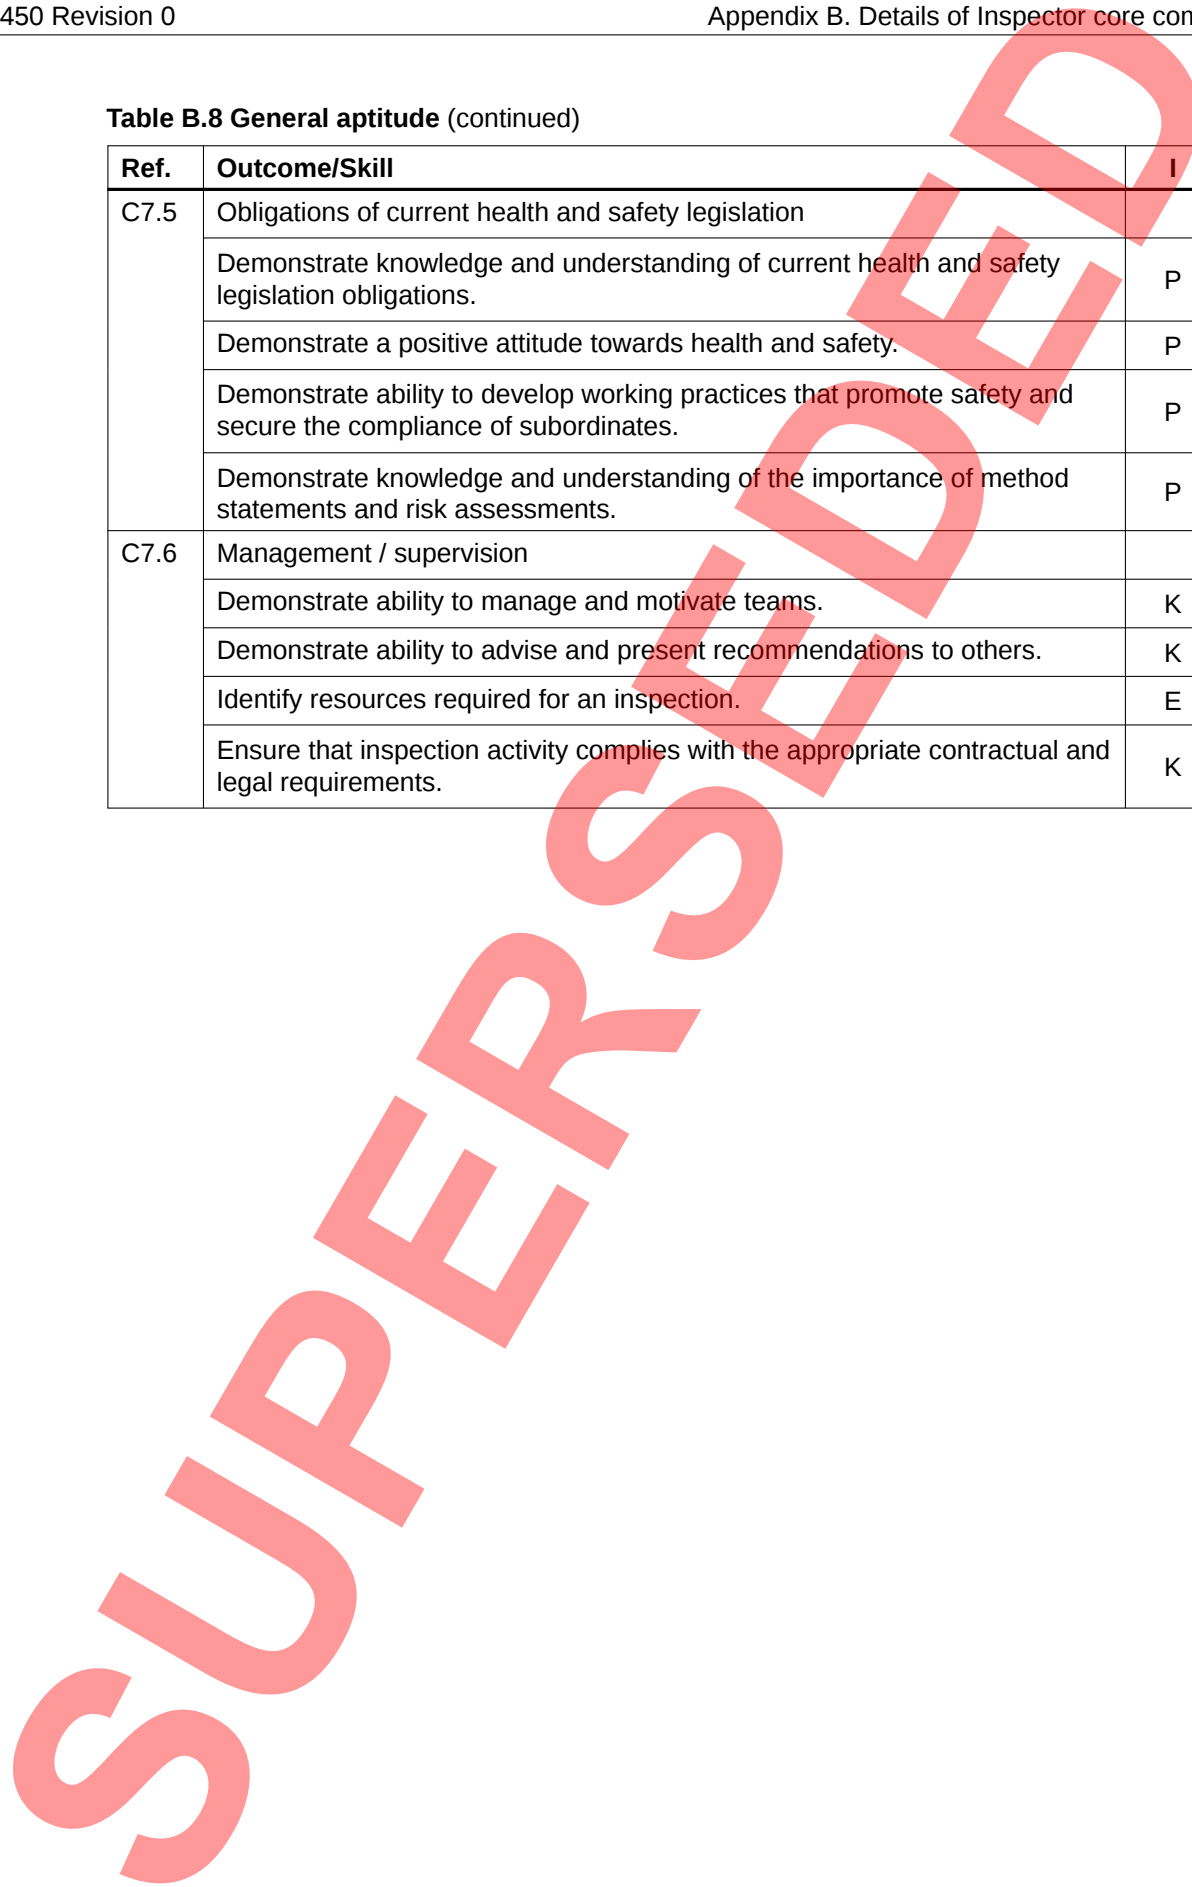 450 Revision 0 Appendix B. Details of Inspector core com
Table B.8 General aptitude (continued)
Ref. Outcome/Skill I
C7.5 Obligations of current health and safety legislation
Demonstrate knowledge and understanding of current health and safety
legislation obligations. P
Demonstrate a positive attitude towards health and safety. P
Demonstrate ability to develop working practices that promote safety and
secure the compliance of subordinates. P
Demonstrate knowledge and understanding of the importance of method
statements and risk assessments. P
C7.6 Management / supervision
Demonstrate ability to manage and motivate teams. K
Demonstrate ability to advise and present recommendations to others. K
Identify resources required for an inspection. E
Ensure that inspection activity complies with the appropriate contractual and
legal requirements. K
SUPERSEDED